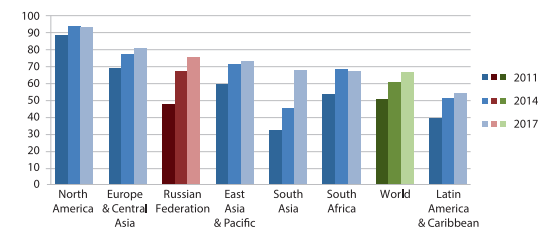 100
90
80
70
60
50
40
30
20
10
0
2011
2014
2017
North
America
Europe
& Central
Asia
Russian
Federation
East
Asia
& Pacific
South
Asia
South
Africa
World
Latin
America
& Caribbean